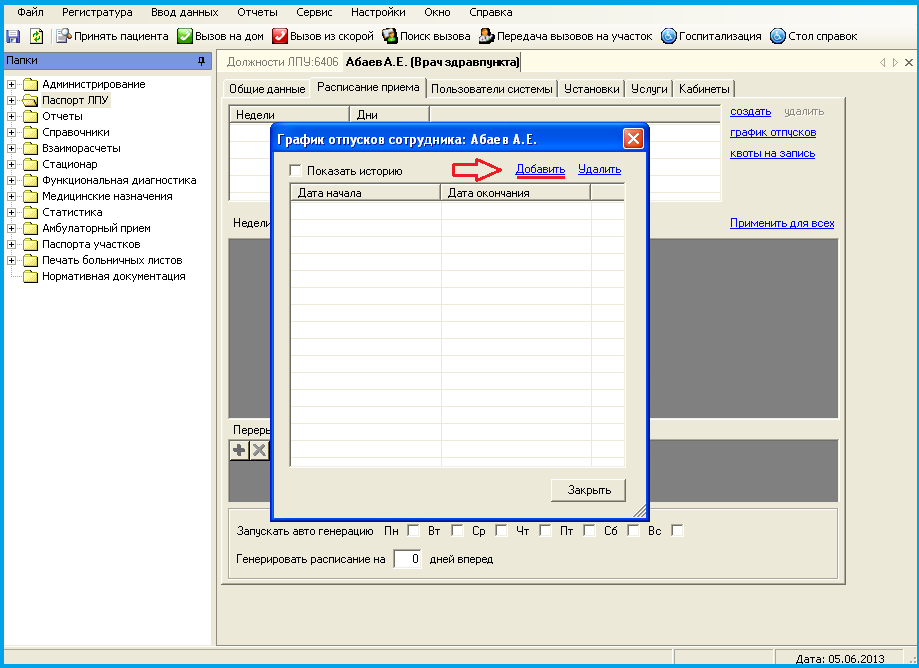 Файл Регистратура Ввод данных Отчеты Сервис Настройки Окно Справка
Принять пациента Вызов на дом Вызов из скорой Поиск вызова Передача вызовов на участок Госпитализация Стол справок
Папки
Должности ЛПУ:6406 Абаев А.Е. (Врач здравпункта)
Администрирование
Паспорт ЛПУ
Отчеты
Справочники
Взаиморасчеты
Стационар
Функциональная диагностика
Медицинские назначения
Статистика
Амбулаторный прием
Паспорта участков
Печать больничных листов
Нормативная документация
Общие данные Расписание приема Пользователи системы Установки Услуги Кабинеты
Недели Дни
создать удалить
график отпусков
квоты на запись
График отпусков сотрудника: Абаев А.Е.
Показать историю Добавить Удалить
Дата начала Дата окончания
Недели
Применить для всех
Перерь
Закрыть
Запускать авто генерацию Пн Вт Ср Чт Пт Сб Вс
Генерировать расписание на 0 дней вперед
Дата: 05.06.2013